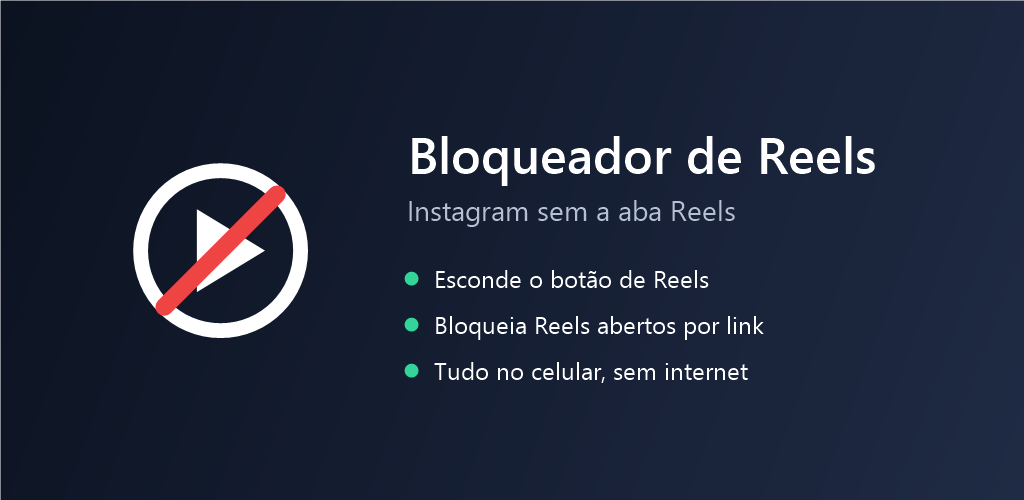 Bloqueador de Reels
Instagram sem a aba Reels
Esconde o botão de Reels
Bloqueia Reels abertos por link
Tudo no celular, sem internet